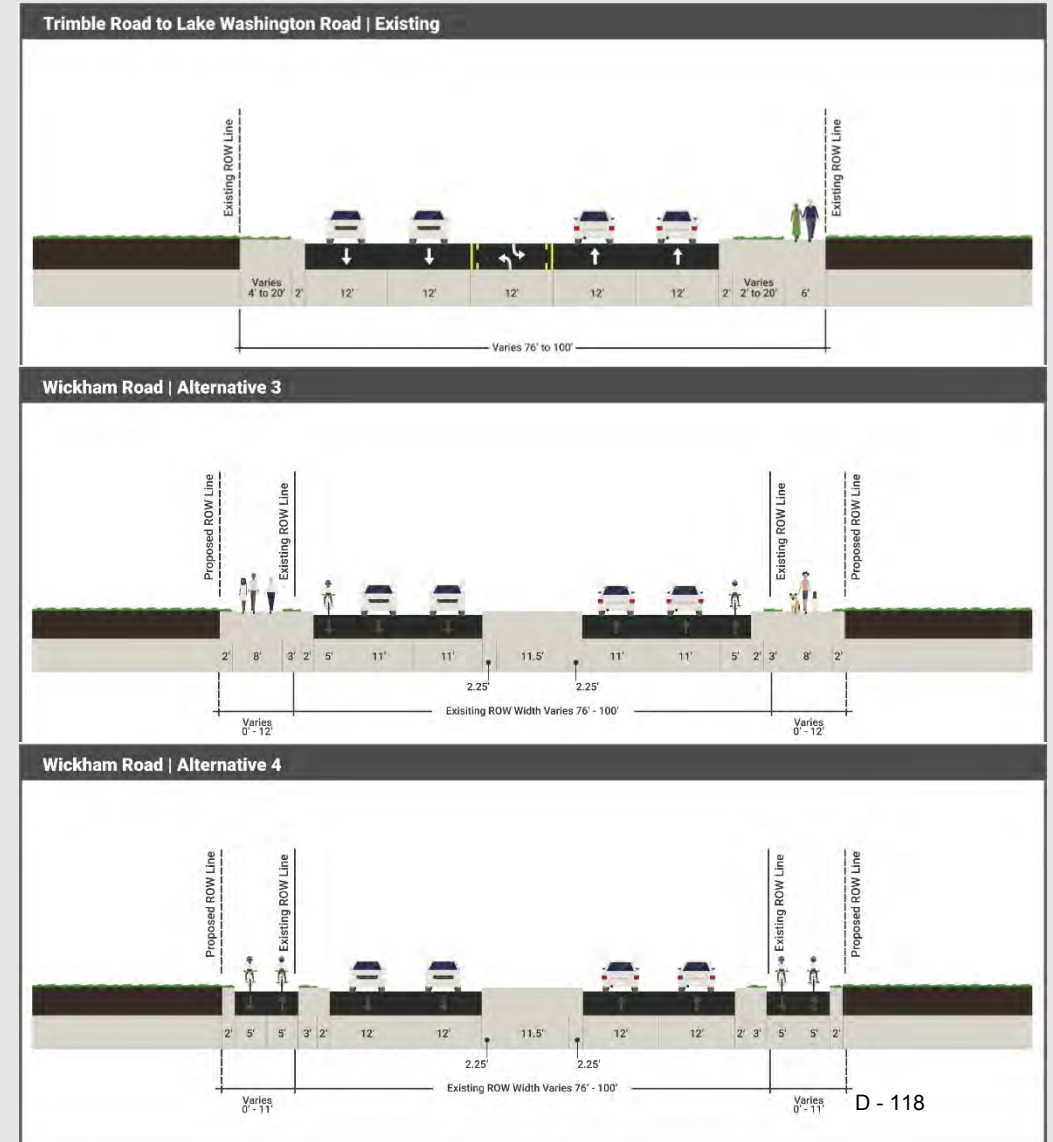 Trimble Road to Lake Washington Road | Existing
Existing ROW Line
Existing ROW Line
Varies
4' to 20'
2'
12'
12'
12'
12'
12'
2'
Varies
2' to 20'
6'
Varies 76' to 100'
Wickham Road | Alternative 3
Proposed ROW Line
Existing ROW Line
Existing ROW Line
Proposed ROW Line
2'
8'
3'
2'
5'
11'
11'
11.5'
11'
11'
5'
2'
3'
8'
2'
2.25'
2.25'
Exisiting ROW Width Varies 76' - 100'
Varies
0' - 12'
Varies
0' - 12'
Wickham Road | Alternative 4
Proposed ROW Line
Existing ROW Line
Existing ROW Line
Proposed ROW Line
2'
5'
5'
3'
2'
12'
12'
11.5'
12'
12'
2'
3'
5'
5'
2'
2.25'
2.25'
Existing ROW Width Varies 76' - 100'
Varies
0' - 11'
Varies
0' - 11'
D - 118